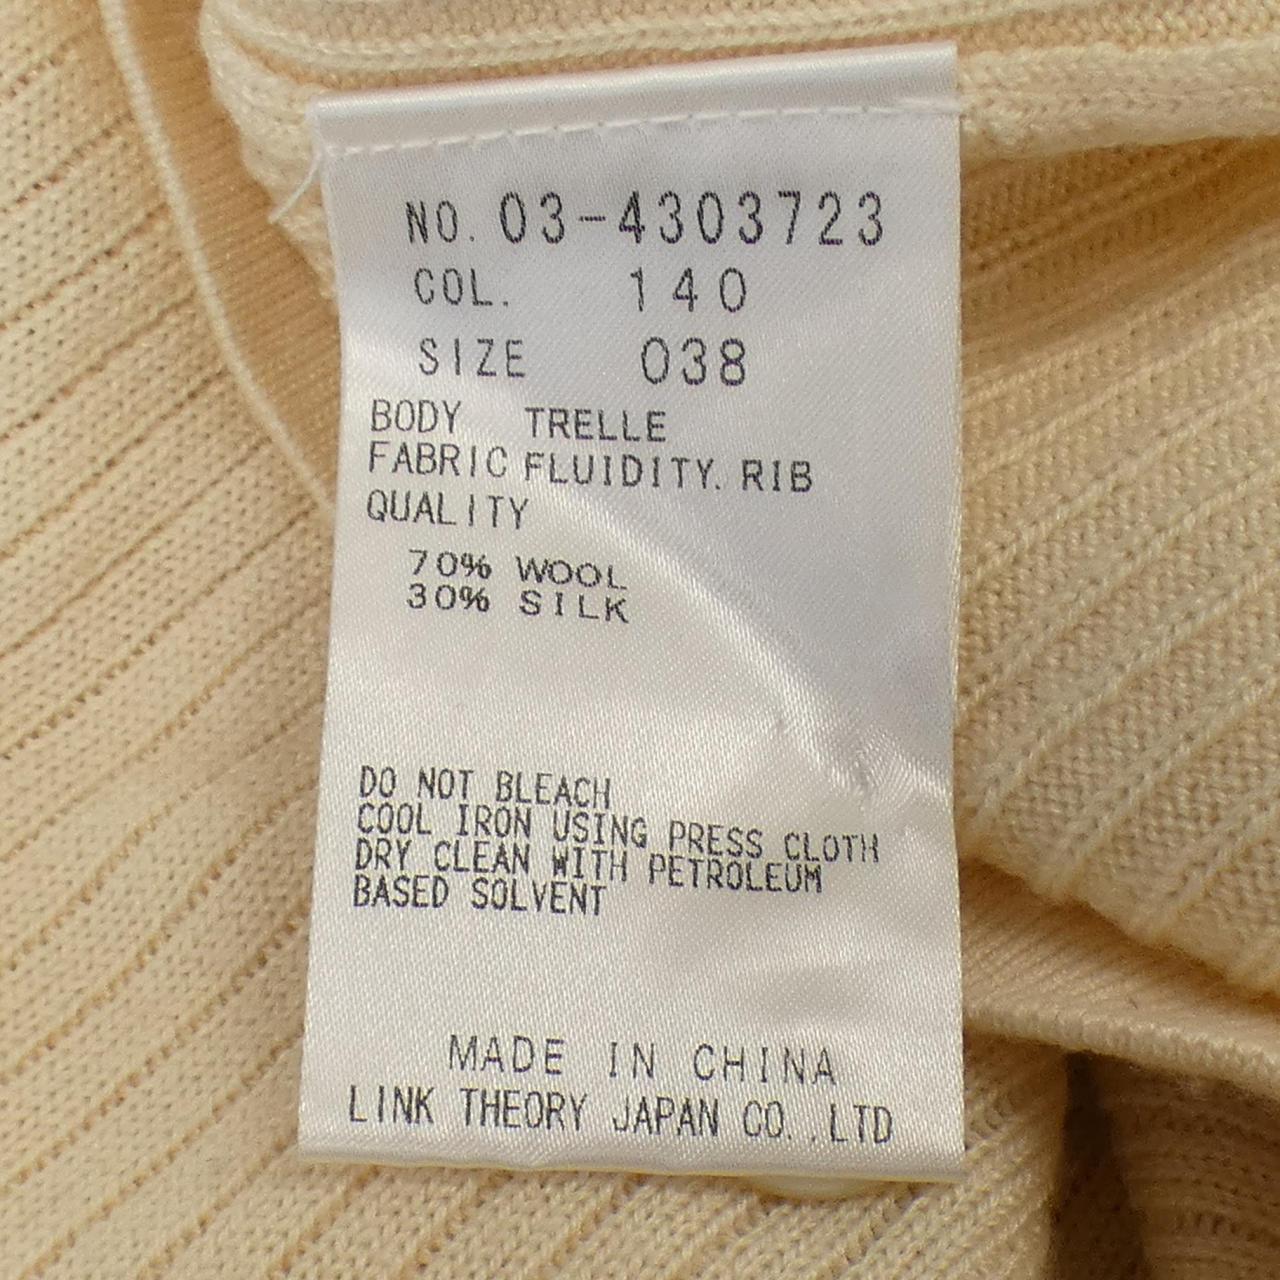 NO. 03-4303723
COL. 140
SIZE 038
BODY TRELLE
FABRIC FLUIDITY. RIB
QUALITY
70% WOOL
30% SILK
DO NOT BLEACH
COOL IRON USING PRESS CLOTH
DRY CLEAN WITH PETROLEUM
BASED SOLVENT
MADE IN CHINA
LINK THEORY JAPAN CO.,LTD